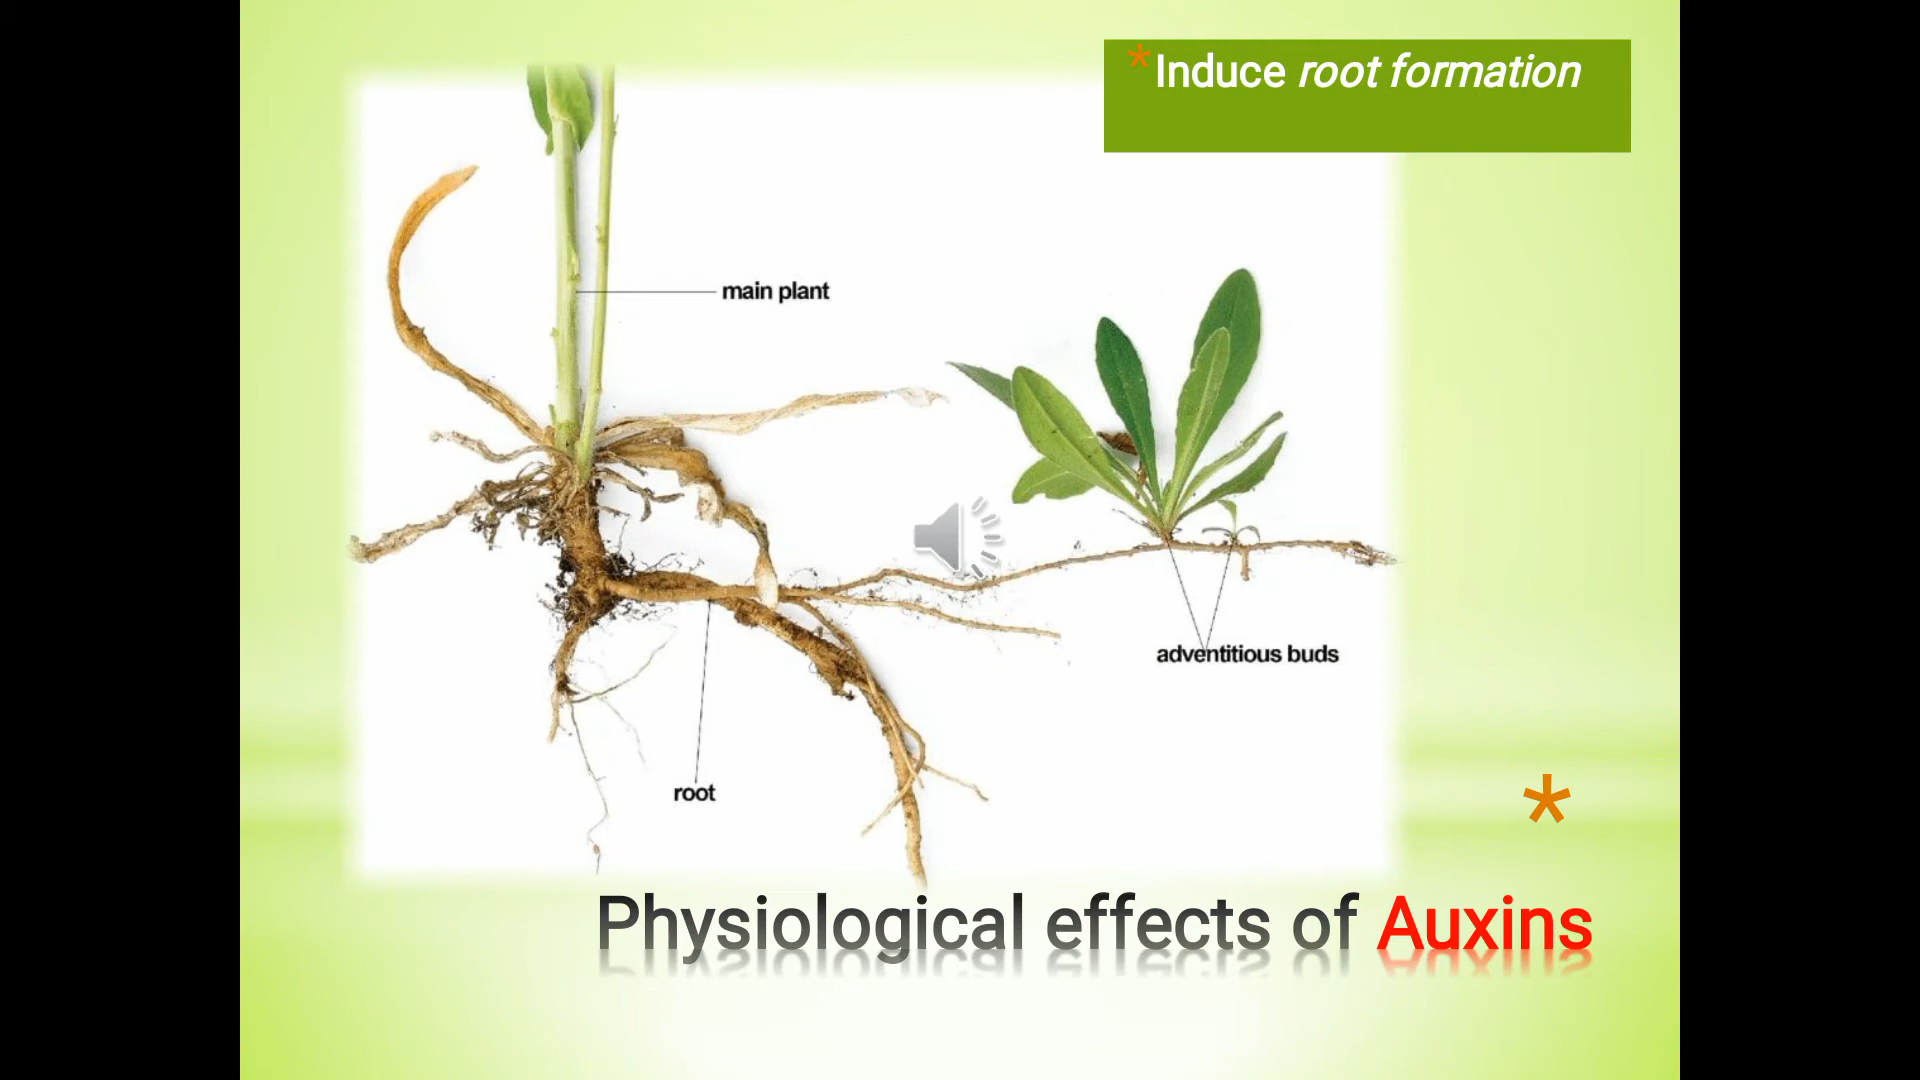 *Induce root formation
main plant
adventitious buds
root
*
Physiological effects of Auxins